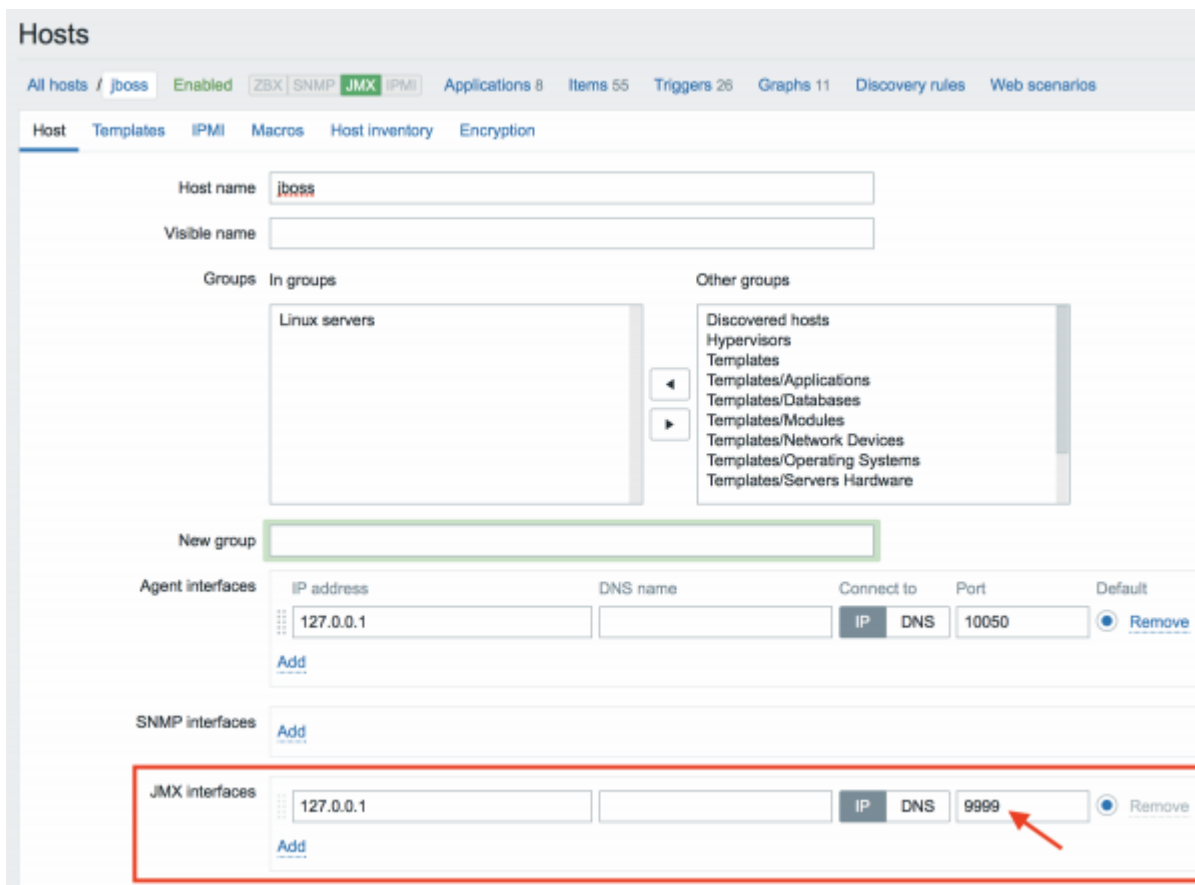 Hosts
All hosts / jboss Enabled ZBX SNMP JMX IPMI Applications 8 Items 55 Triggers 26 Graphs 11 Discovery rules Web scenarios
Host Templates IPMI Macros Host inventory Encryption
Host name jboss
Visible name
Groups In groups Other groups
Linux servers
Discovered hosts
Hypervisors
Templates
Templates/Applications
Templates/Databases
Templates/Modules
Templates/Network Devices
Templates/Operating Systems
Templates/Servers Hardware
New group
Agent interfaces IP address DNS name Connect to Port Default
127.0.0.1 IP DNS 10050 Remove
Add
SNMP interfaces Add
JMX interfaces 127.0.0.1 IP DNS 9999 Remove
Add